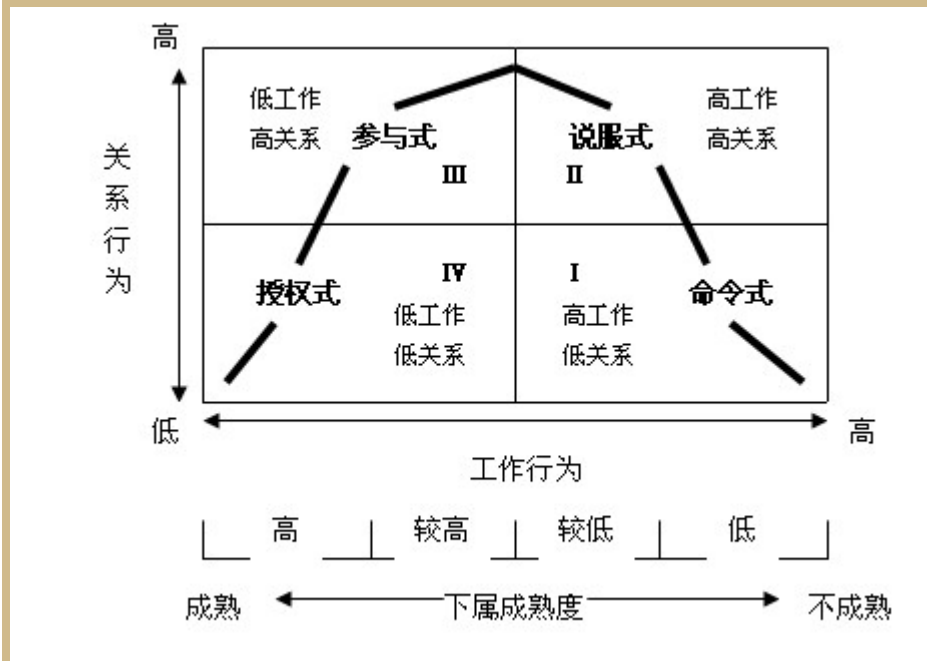 高
低工作
高关系
参与式
III
说服式
II
高工作
高关系
关系行为
授权式
IV
低工作
低关系
I
高工作
低关系
命令式
低
高
工作行为
高 较高 较低 低
成熟 下属成熟度 不成熟